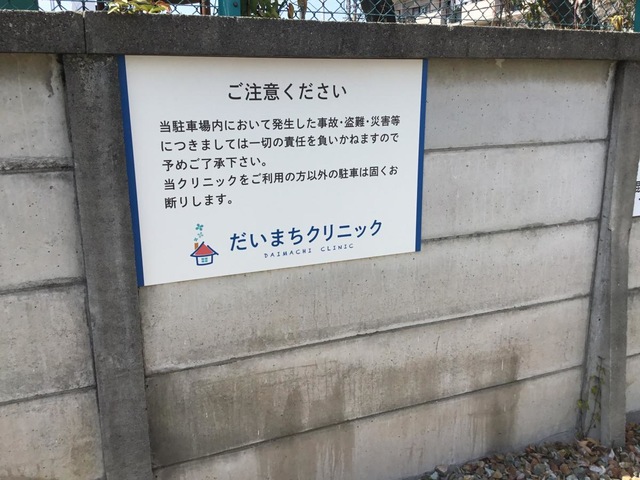 ご注意ください
当駐車場内において発生した事故・盗難・災害等
につきましては一切の責任を負いかねますので
予めご了承下さい。
当クリニックをご利用の方以外の駐車は固くお
断りします。
だいまちクリニック
DAIMACHI CLINIC